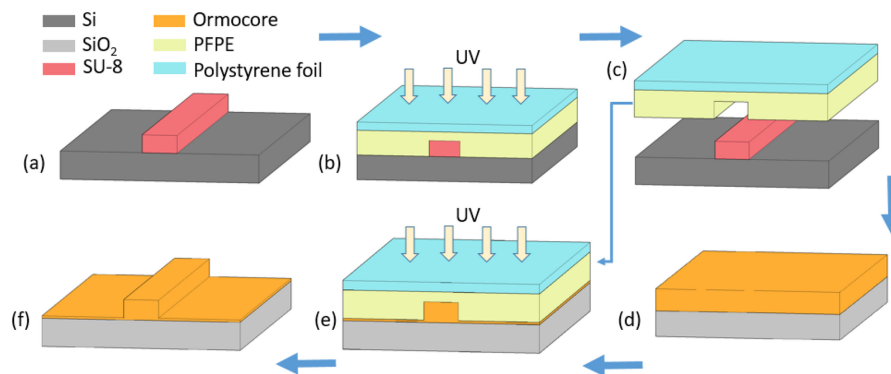 Si
SiO2
SU-8
Ormocore
PFPE
Polystyrene foil
UV
(a)
(b)
(c)
UV
(f)
(e)
(d)